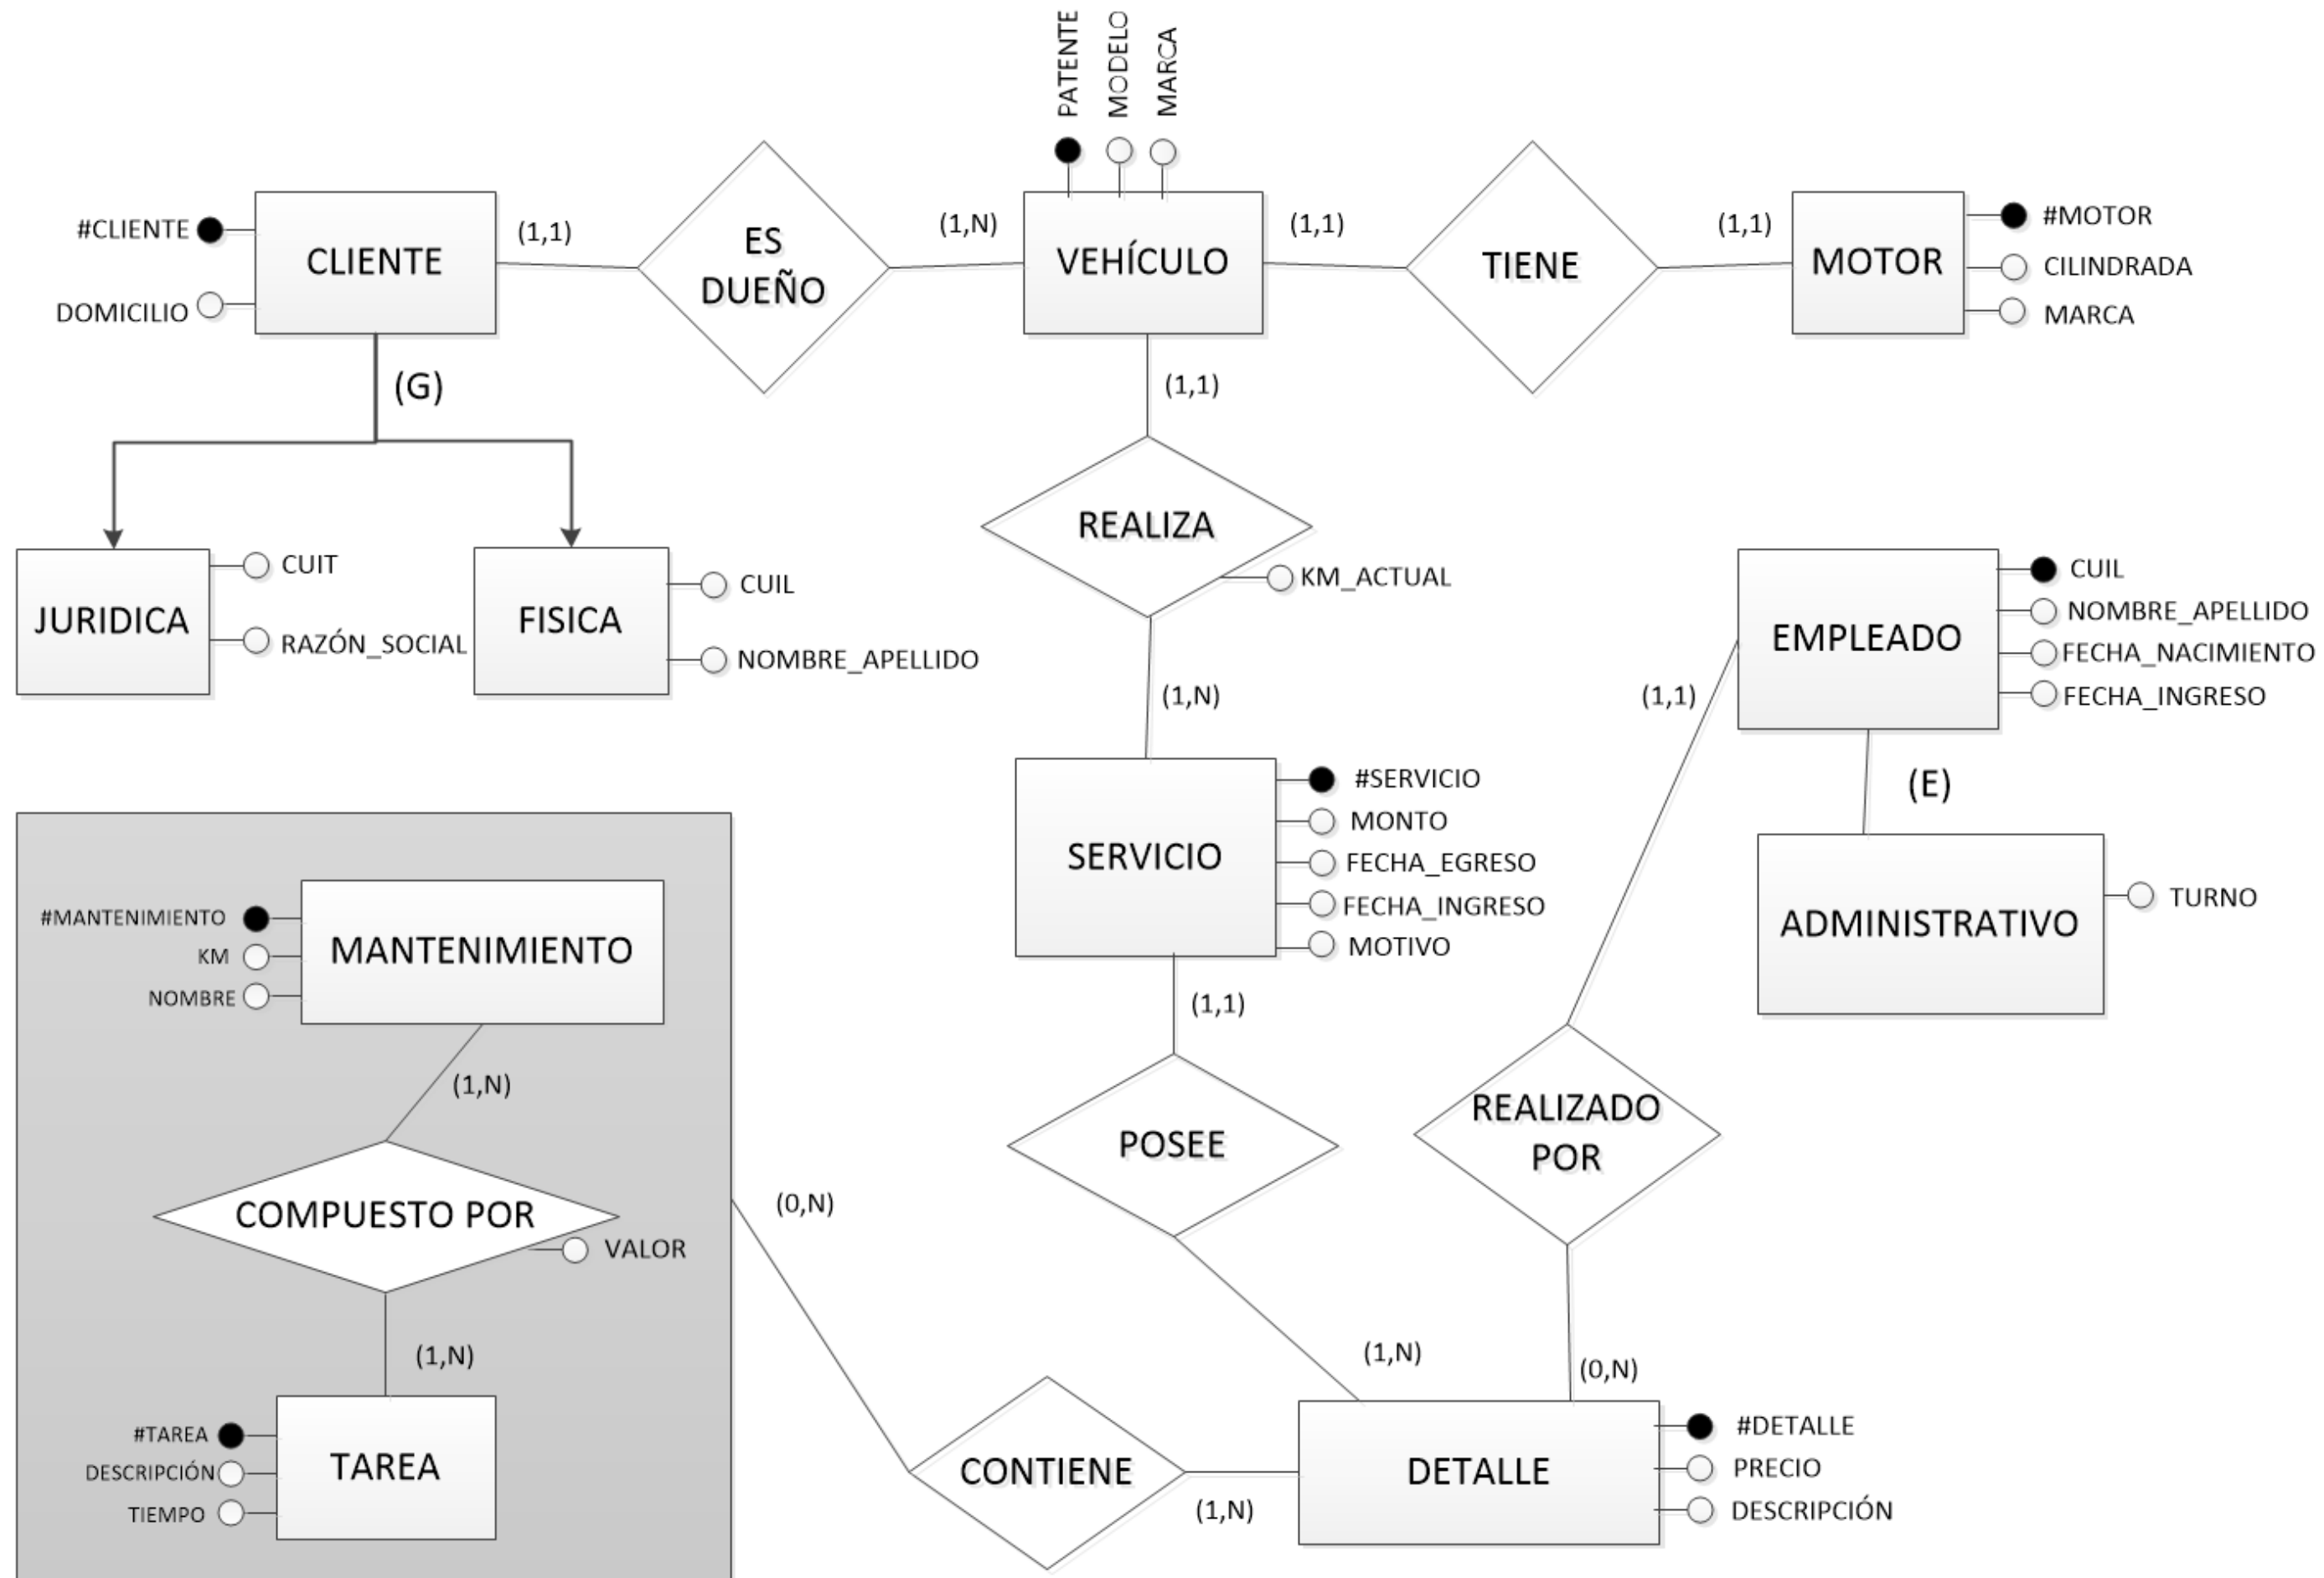 PATENTE
MODELO
MARCA
#CLIENTE
DOMICILIO
CLIENTE
(1,1)
ES
DUEÑO
(1,N)
VEHÍCULO
(1,1)
TIENE
(1,1)
MOTOR
#MOTOR
CILINDRADA
MARCA
(G)
(1,1)
JURIDICA
CUIT
RAZÓN_SOCIAL
FISICA
CUIL
NOMBRE_APELLIDO
REALIZA
KM_ACTUAL
(1,N)
EMPLEADO
CUIL
NOMBRE_APELLIDO
FECHA_NACIMIENTO
FECHA_INGRESO
(1,1)
(E)
ADMINISTRATIVO
TURNO
SERVICIO
#SERVICIO
MONTO
FECHA_EGRESO
FECHA_INGRESO
MOTIVO
(1,1)
POSEE
(1,N)
REALIZADO
POR
(0,N)
#MANTENIMIENTO
KM
NOMBRE
MANTENIMIENTO
(1,N)
COMPUESTO POR
VALOR
(1,N)
#TAREA
DESCRIPCIÓN
TIEMPO
TAREA
(0,N)
CONTIENE
(1,N)
DETALLE
#DETALLE
PRECIO
DESCRIPCIÓN